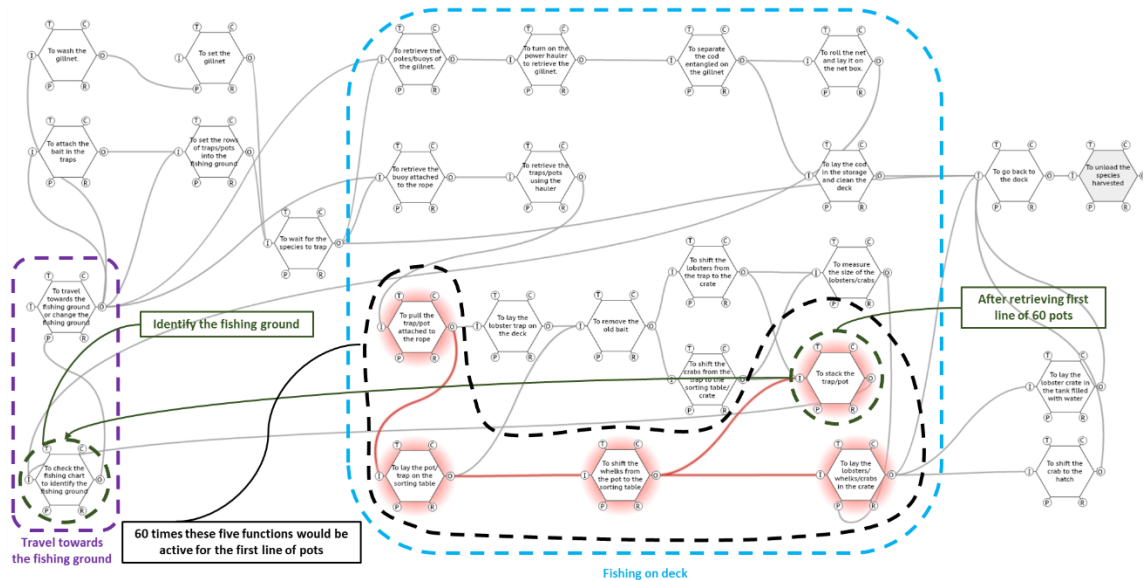 To wash the
gillnet.
To set the
gillnet
To retrieve the
poles/buoys of
the gillnet.
To turn on the
power hauler
to retrieve the
gillnet.
To separate
the cod
entangled on
the gillnet
To roll the net
and lay it on
the net box.
To attach the
bait in the
traps
To set the rows
of traps/pots
into the
fishing ground
To retrieve the
buoy attached
to the rope
To retrieve the
traps/pots
using the
hauler
To lay the cod
in the storage
and clean the
deck
To go back to
the dock
To unload the
species
harvested
To wait for the
species to trap
To shift the
lobsters from
the trap to the
crate
To measure
the size of the
lobsters/crabs
To travel
towards the
fishing ground
or change the
fishing ground
Identify the fishing ground
To pull the
trap/pot
attached to
the rope
To lay the
lobster trap on
the deck
To remove the
old bait
After retrieving first
line of 60 pots
To shift the
crabs from the
trap to the
sorting table/
crate
To stack the
trap/pot
To lay the
lobster crate in
the tank filled
with water
To check the
fishing chart
to identify the
fishing ground
To lay the pot/
trap on the
sorting table
To shift the
whelks from
the pot to the
sorting table
To lay the
lobsters/
whelks/crabs
in the crate
To shift the
crab to the
hatch
Travel towards
the fishing ground
60 times these five functions would be
active for the first line of pots
Fishing on deck